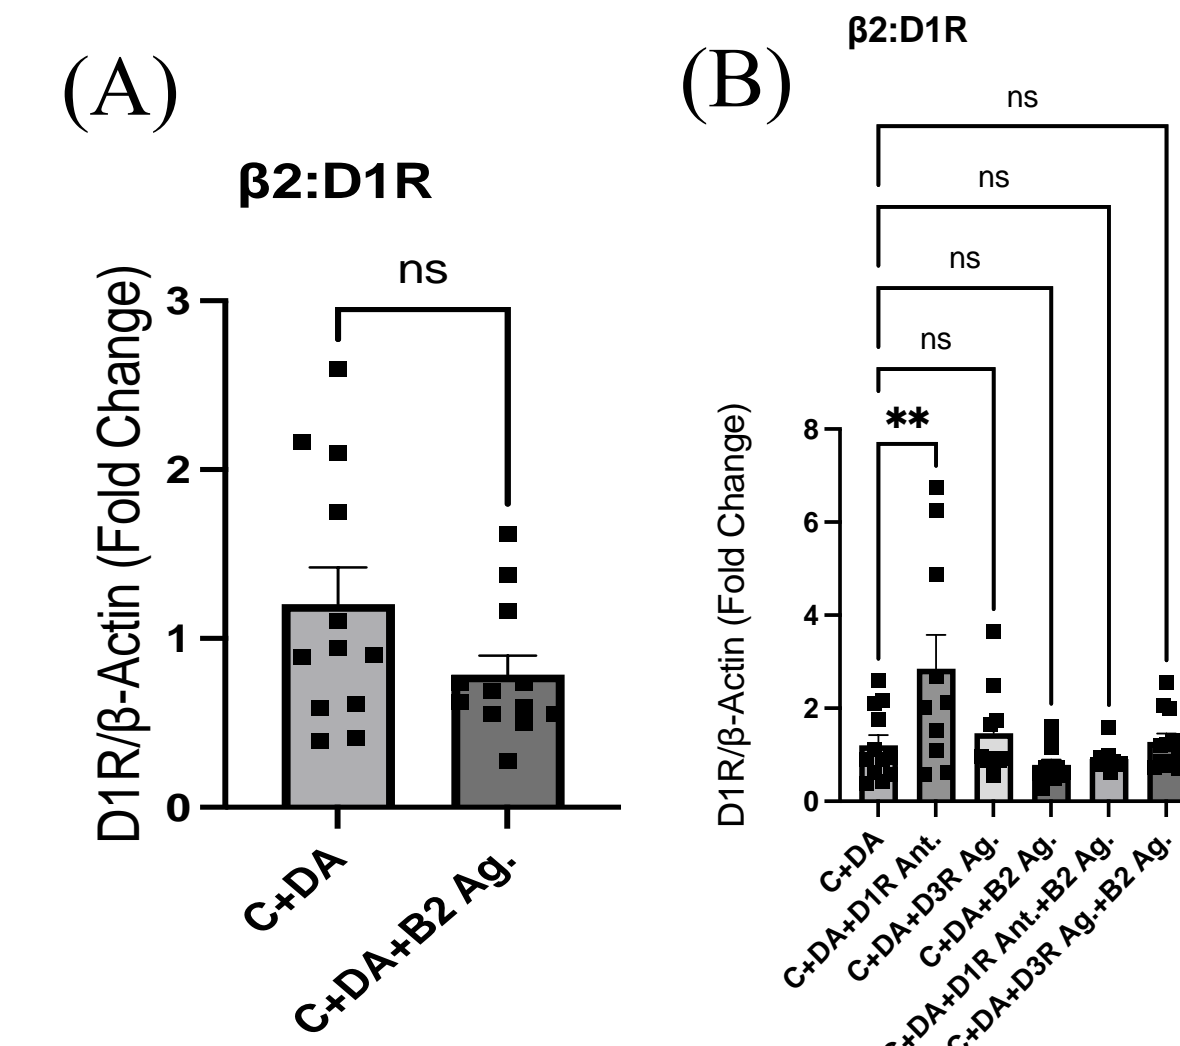 (A)
β2:D1R
ns
D1R/β-Actin (Fold Change)
3
2
1
0
C+DA
C+DA+B2 Ag.
(B)
β2:D1R
ns
ns
ns
ns
**
D1R/β-Actin (Fold Change)
8
6
4
2
0
C+DA
C+DA+D1R Ant.
C+DA+D3R Ag.
C+DA+B2 Ag.
C+DA+D1R Ant.+B2 Ag.
C+DA+D3R Ag.+B2 Ag.